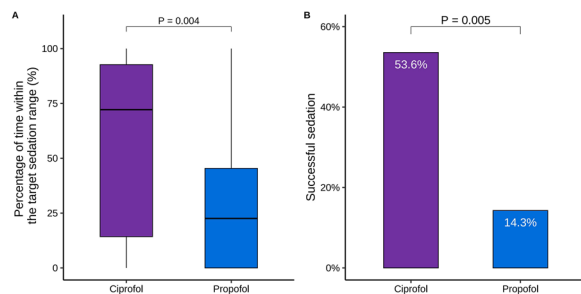 A
P = 0.004
Percentage of time within
the target sedation range (%)
100
75
50
25
0
Ciprofol
Propofol
B
P = 0.005
Successful sedation
60%
40%
20%
0%
53.6%
14.3%
Ciprofol
Propofol